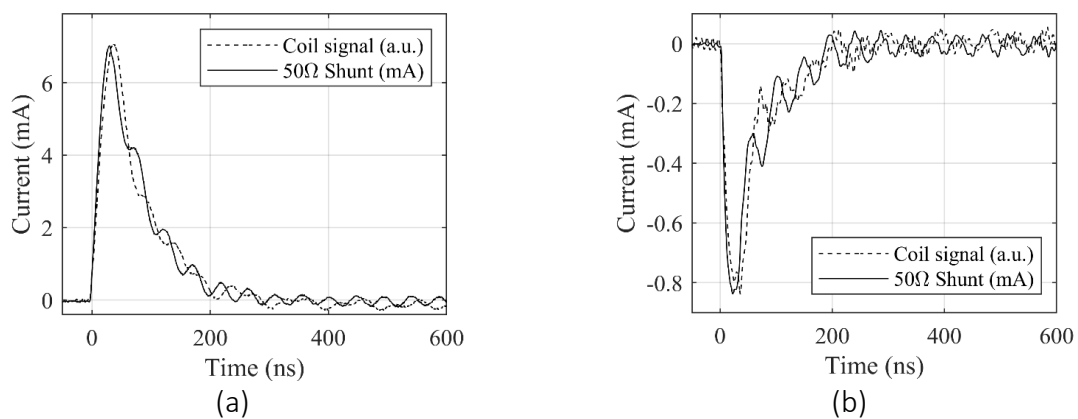 Coil signal (a.u.)
50Ω Shunt (mA)
6
4
2
0
Current (mA)
0
200
400
600
Time (ns)
(a)
0
-0.2
-0.4
-0.6
-0.8
Current (mA)
Coil signal (a.u.)
50Ω Shunt (mA)
0
200
400
600
Time (ns)
(b)